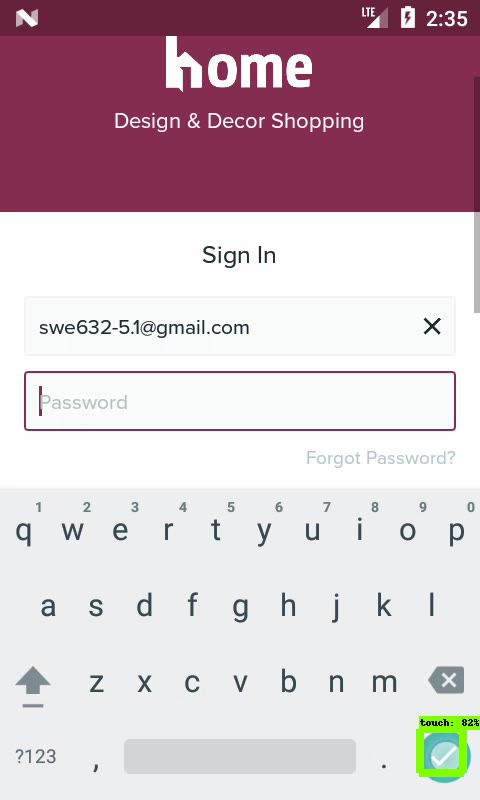 LTE 2:35
home
Design & Decor Shopping
Sign In
swe632-5.1@gmail.com
Password
Forgot Password?
1 2 3 4 5 6 7 8 9 0
q w e r t y u i o p
a s d f g h j k l
z x c v b n m
touch: 82%
?123 , .